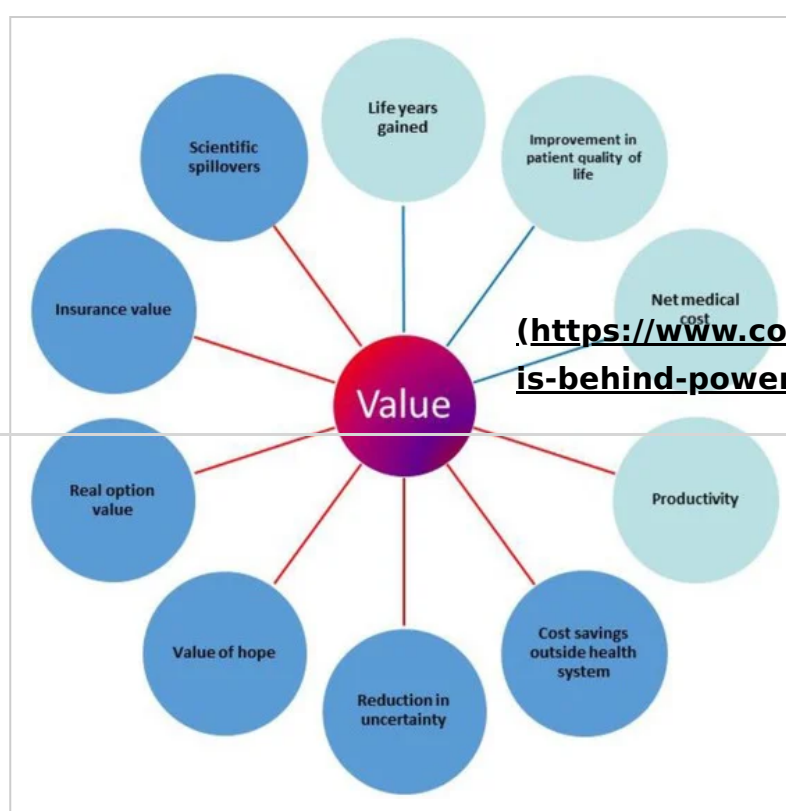 Life years
gained
Improvement in
patient quality of
life
Net medical
cost
(https://www.co
is-behind-power
Productivity
Cost savings
outside health
system
Reduction in
uncertainty
Value of hope
Real option
value
Insurance value
Scientific
spillovers
Value